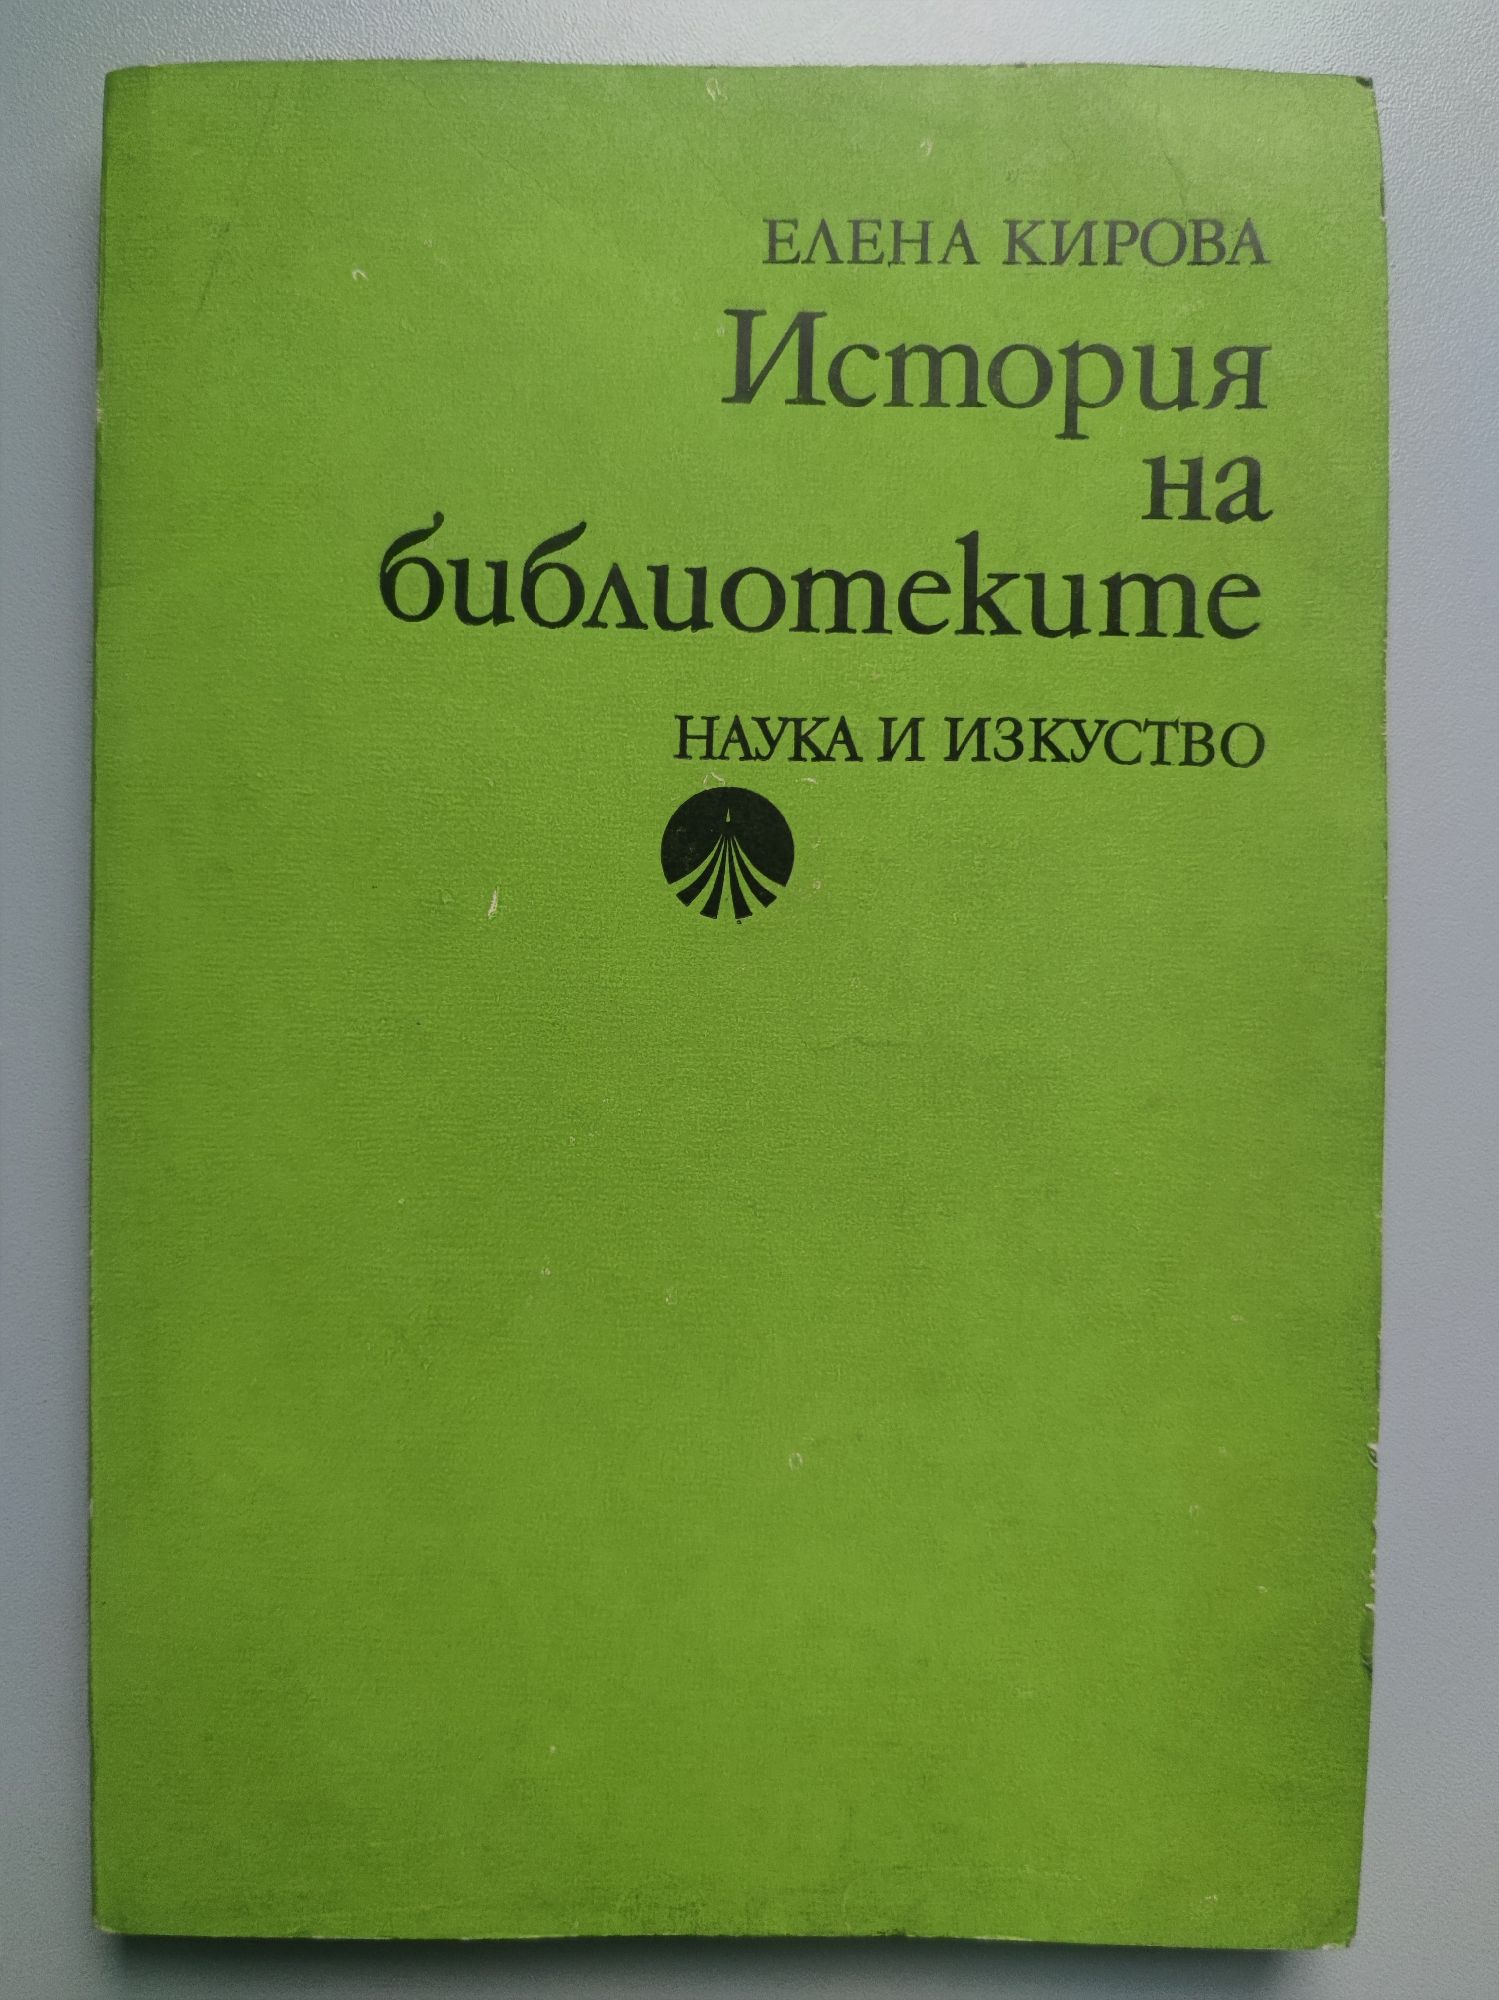 ЕЛЕНА КИРОВА
История
на
библиотеките
НАУКА И ИЗКУСТВО